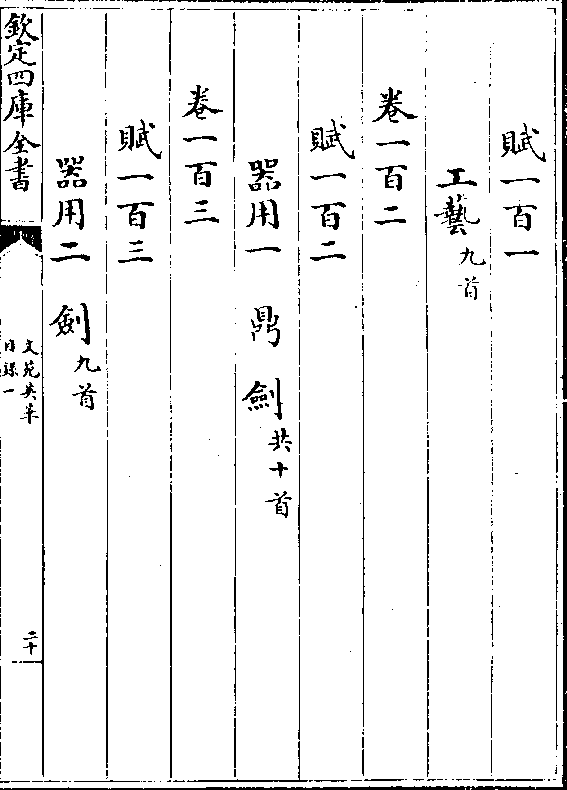 賦一百一
工藝九首
卷一百二
賦一百二
器用一　鼎　劍共十首
卷一百三
賦一百三
器用二　劍九首
欽定四庫全書
文苑英華
目錄一
二十